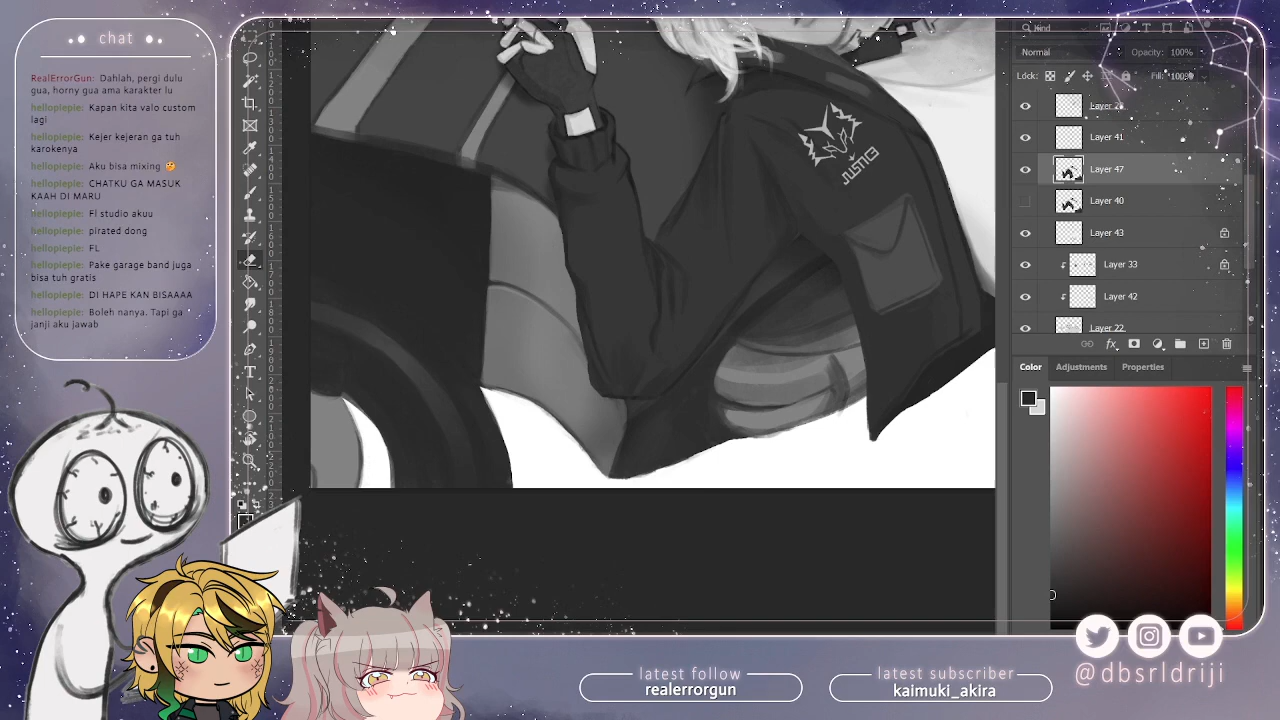 chat
RealErrorGun: Dahlah, pergi dulu
gua, horny gua ama karakter lu
hellopiepie: Kapan kita valo custom
lagi
hellopiepie: Kejer kejeran ga tuh
karokenya
hellopiepie: Aku bisa mixing 🤔
hellopiepie: CHATKU GA MASUK
KAAH DI MARU
hellopiepie: Fl studio akuu
hellopiepie: pirated dong
hellopiepie: FL
hellopiepie: Pake garage band juga
bisa tuh gratis
hellopiepie: DI HAPE KAN BISAAAA
hellopiepie: Boleh nanya. Tapi ga
janji aku jawab
JUSTICE
Kind
Normal
Opacity: 100%
Lock:
Fill: 100%
Layer 41
Layer 47
Layer 40
Layer 43
Layer 33
Layer 42
Layer 22
fx
Color
Adjustments
Properties
latest follow
realerrorgun
latest subscriber
kaimuki_akira
@dbsrldriji